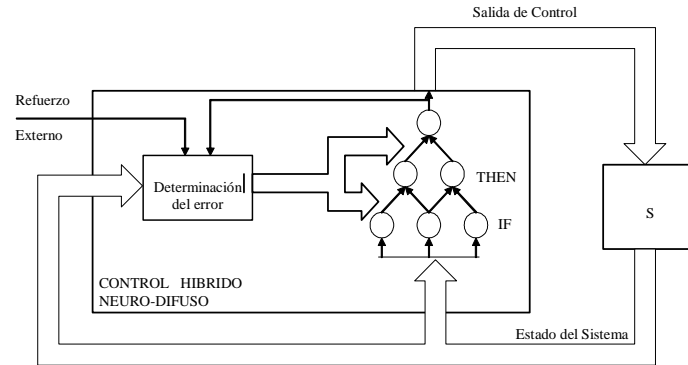 Salida de Control
Refuerzo
Externo
Determinación
del error
THEN
IF
S
CONTROL HIBRIDO
NEURO-DIFUSO
Estado del Sistema